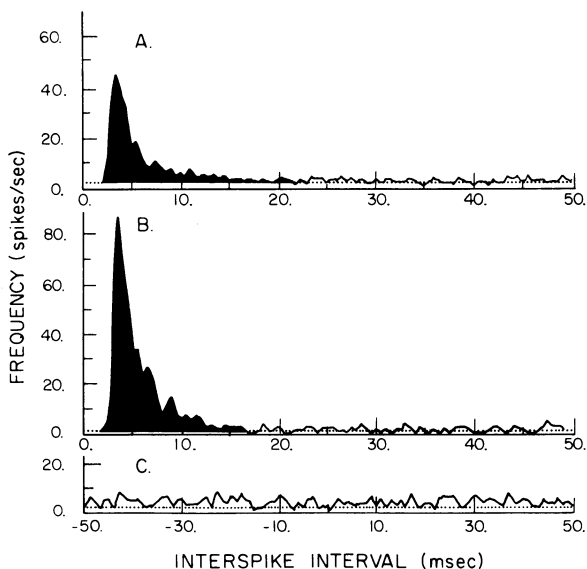 A.
60.
40.
20.
0.
0. 10. 20. 30. 40. 50.
B.
80.
60.
40.
20.
0.
0. 10. 20. 30. 40. 50.
C.
20.
0.
-50. -30. -10. 10. 30. 50.
FREQUENCY (spikes/sec)
INTERSPIKE INTERVAL (msec)